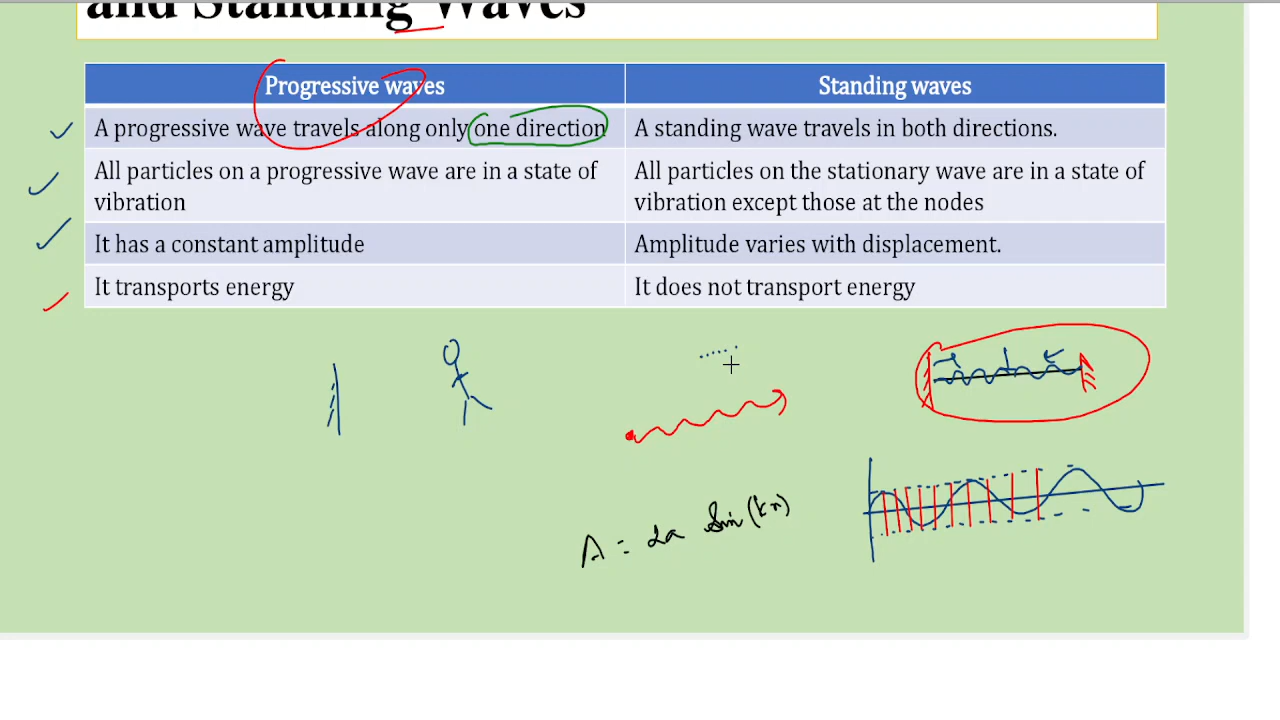 and Standing Waves
Progressive waves
Standing waves
A progressive wave travels along only one direction
A standing wave travels in both directions.
All particles on a progressive wave are in a state of
vibration
All particles on the stationary wave are in a state of
vibration except those at the nodes
It has a constant amplitude
Amplitude varies with displacement.
It transports energy
It does not transport energy
A = 2a Sin(kx)